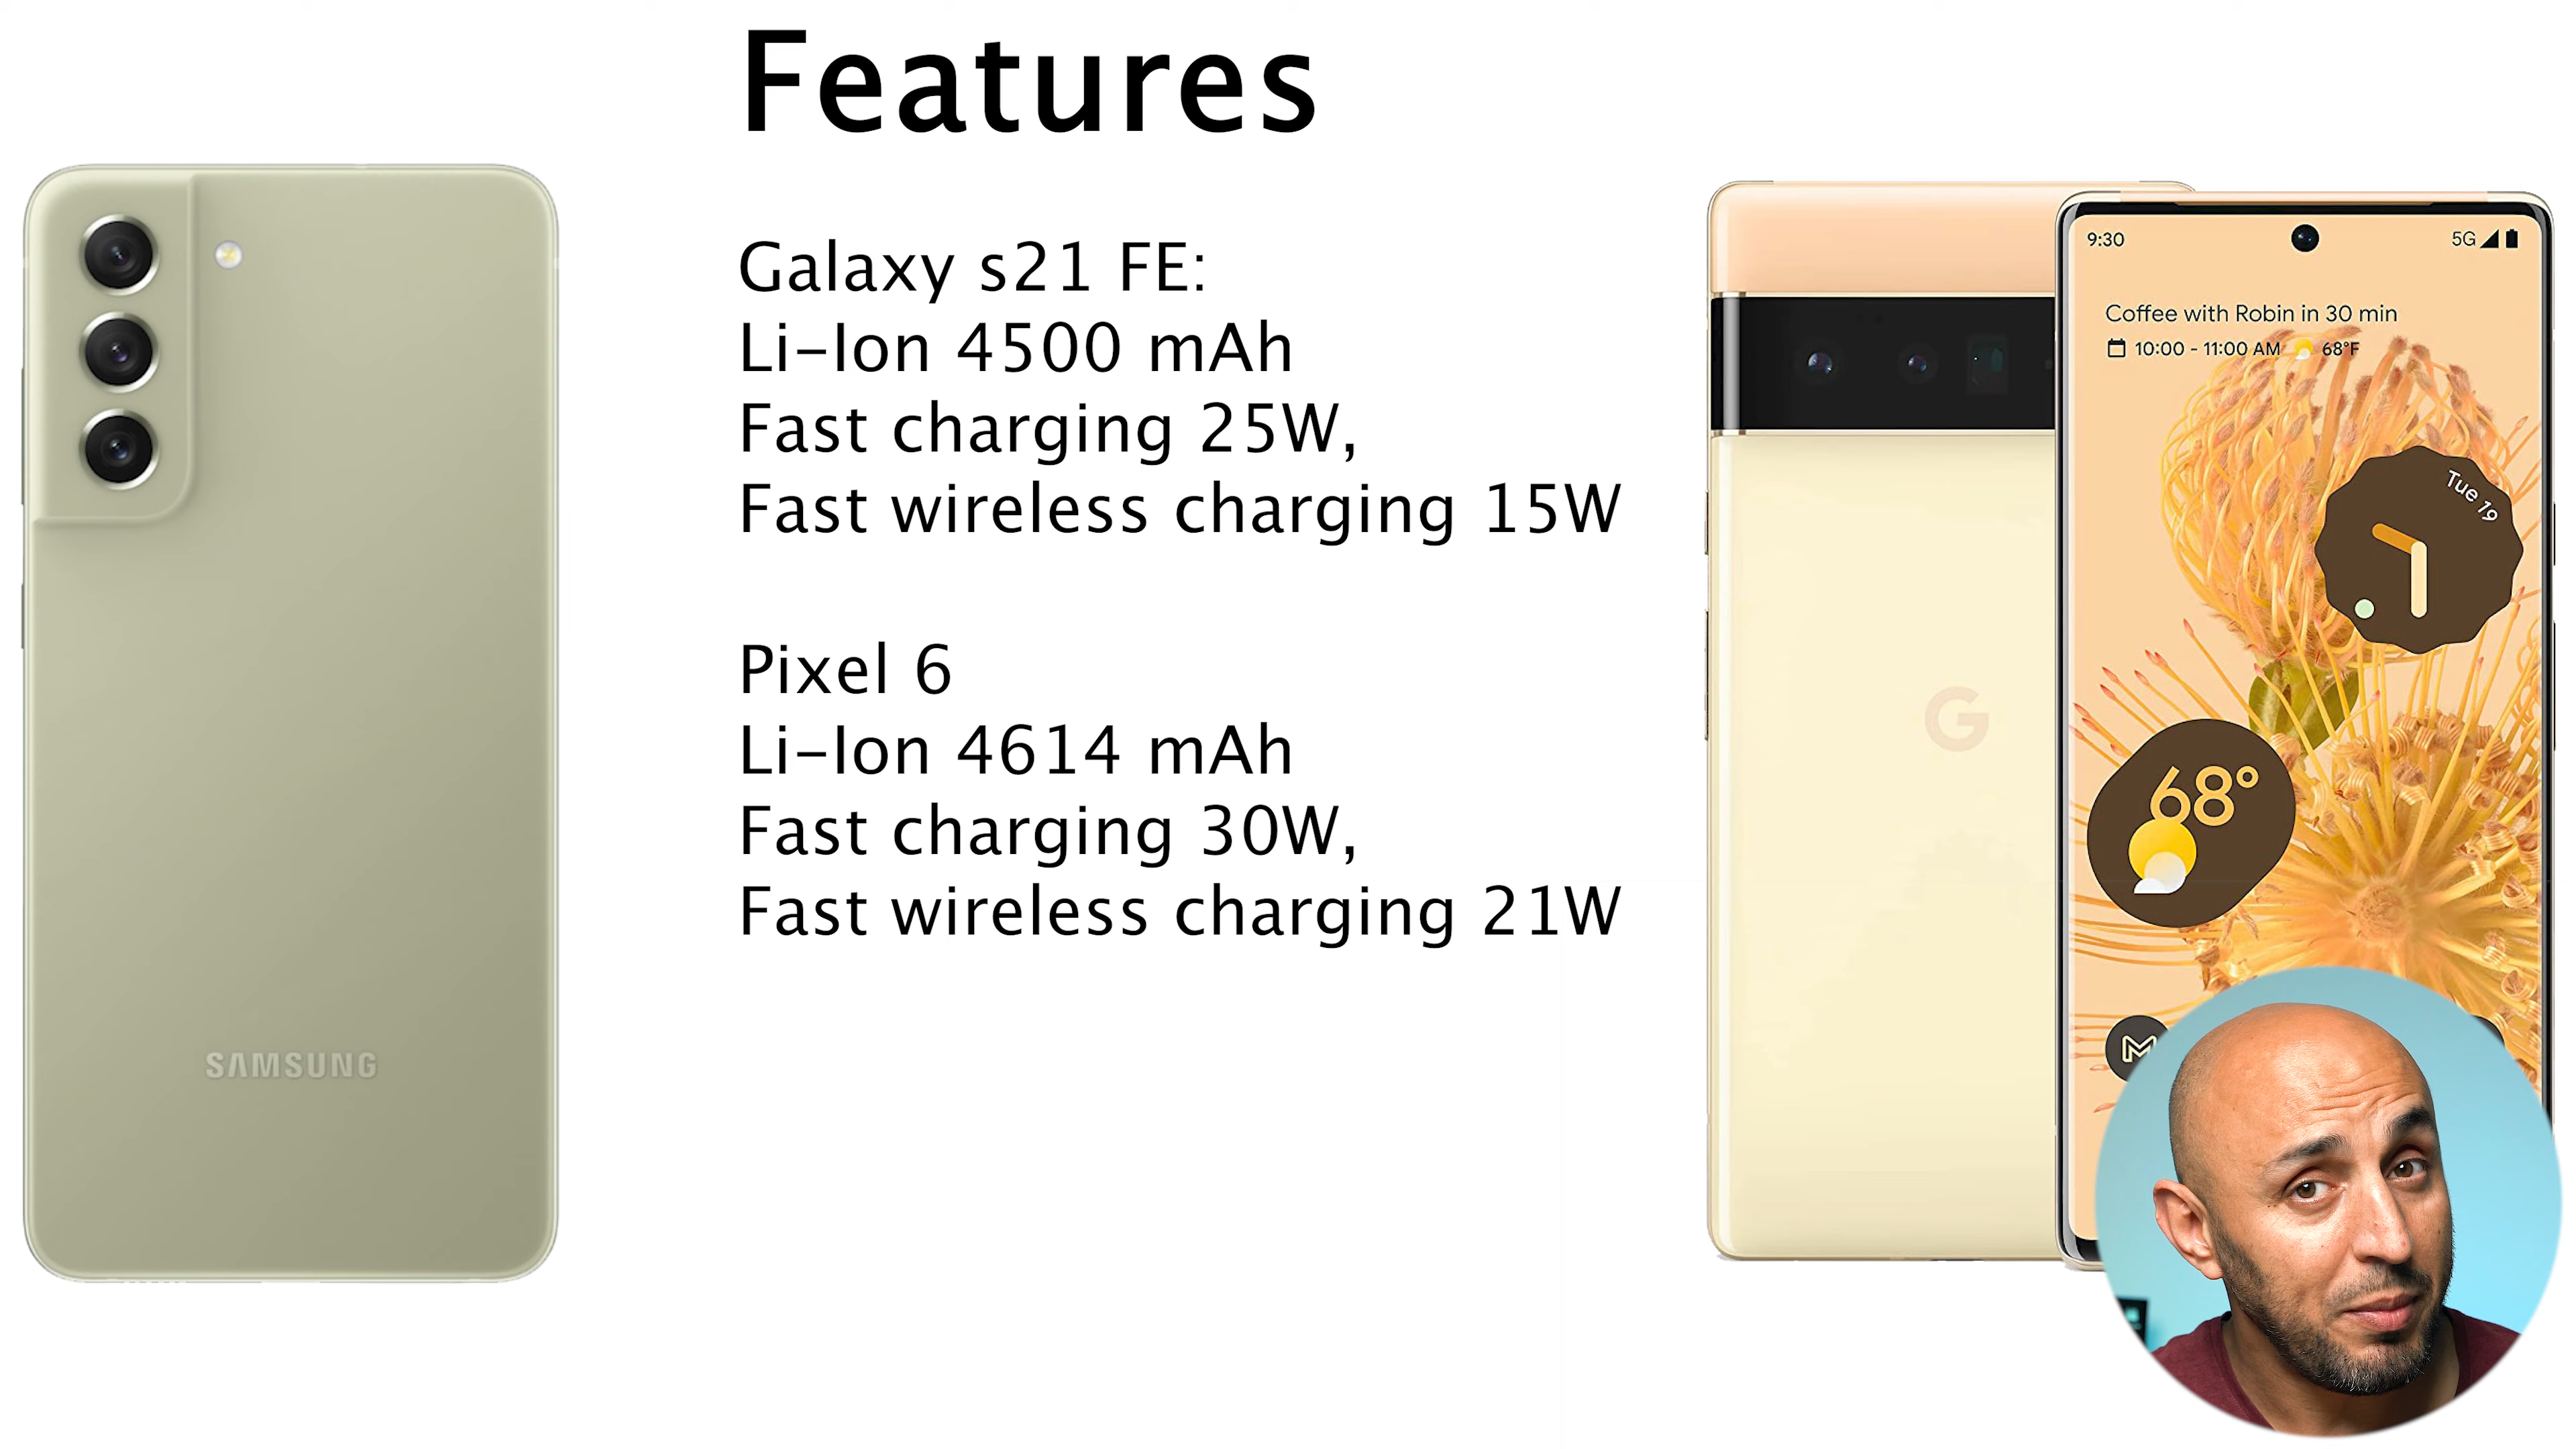 Features
Galaxy s21 FE:
Li-Ion 4500 mAh
Fast charging 25W,
Fast wireless charging 15W
Pixel 6
Li-Ion 4614 mAh
Fast charging 30W,
Fast wireless charging 21W
SAMSUNG
G
9:30 5G
Coffee with Robin in 30 min
10:00 - 11:00 AM 68°F
Tue 19
68°